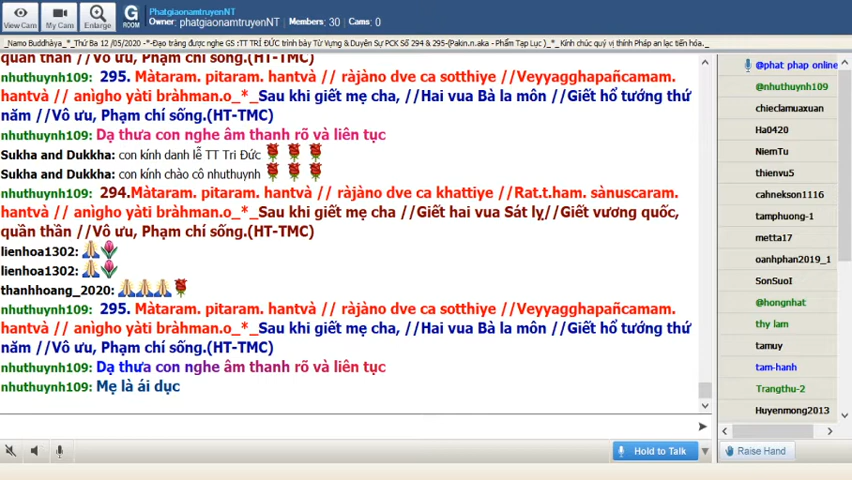 View Cam
My Cam
Enlarge
G ROOM
PhatgiaonamtruyenNT
Owner: phatgiaonamtruyenNT Members: 30 Cams: 0
_Namo Buddhàya_*_Thứ Ba 12 /05/2020 -*-Đạo tràng được nghe GS :TT TRÍ ĐỨC trình bày Từ Vựng & Duyên Sự PCK Số 294 & 295-(Pakin.n.aka - Phẩm Tạp Lục )_*_Kính chúc quý vị thính Pháp an lạc tiến hóa._
quần thần //Vô ưu, Phạm chí sống.(HT-TMC)
nhuthuynh109: 295. Màtaram. pitaram. hantvà // ràjàno dve ca sotthiye //Veyyagghapañcamam.
hantvà // anìgho yàti bràhman.o_*_Sau khi giết mẹ cha, //Hai vua Bà la môn //Giết hổ tướng thứ
năm //Vô ưu, Phạm chí sống.(HT-TMC)
nhuthuynh109: Dạ thưa con nghe âm thanh rõ và liên tục
Sukha and Dukkha: con kính danh lễ TT Tri Đức
Sukha and Dukkha: con kính chào cô nhuthuynh
nhuthuynh109: 294.Màtaram. pitaram. hantvà // ràjàno dve ca khattiye //Rat.t.ham. sànuscaram.
hantvà // anìgho yàti bràhman.o_*_Sau khi giết mẹ cha //Giết hai vua Sát lỵ//Giết vương quốc,
quần thần //Vô ưu, Phạm chí sống.(HT-TMC)
lienhoa1302:
lienhoa1302:
thanhhoang_2020:
nhuthuynh109: 295. Màtaram. pitaram. hantvà // ràjàno dve ca sotthiye //Veyyagghapañcamam.
hantvà // anìgho yàti bràhman.o_*_Sau khi giết mẹ cha, //Hai vua Bà la môn //Giết hổ tướng thứ
năm //Vô ưu, Phạm chí sống.(HT-TMC)
nhuthuynh109: Dạ thưa con nghe âm thanh rõ và liên tục
nhuthuynh109: Mẹ là ái dục
Hold to Talk
@phat phap online
@nhuthuynh109
chieclamuaxuan
Ha0420
NiemTu
thienvu5
cahnekson1116
tamphuong-1
metta17
oanhphan2019_1
SonSuoI
@hongnhat
thy lam
tamuy
tam-hanh
Trangthu-2
Huyenmong2013
Raise Hand